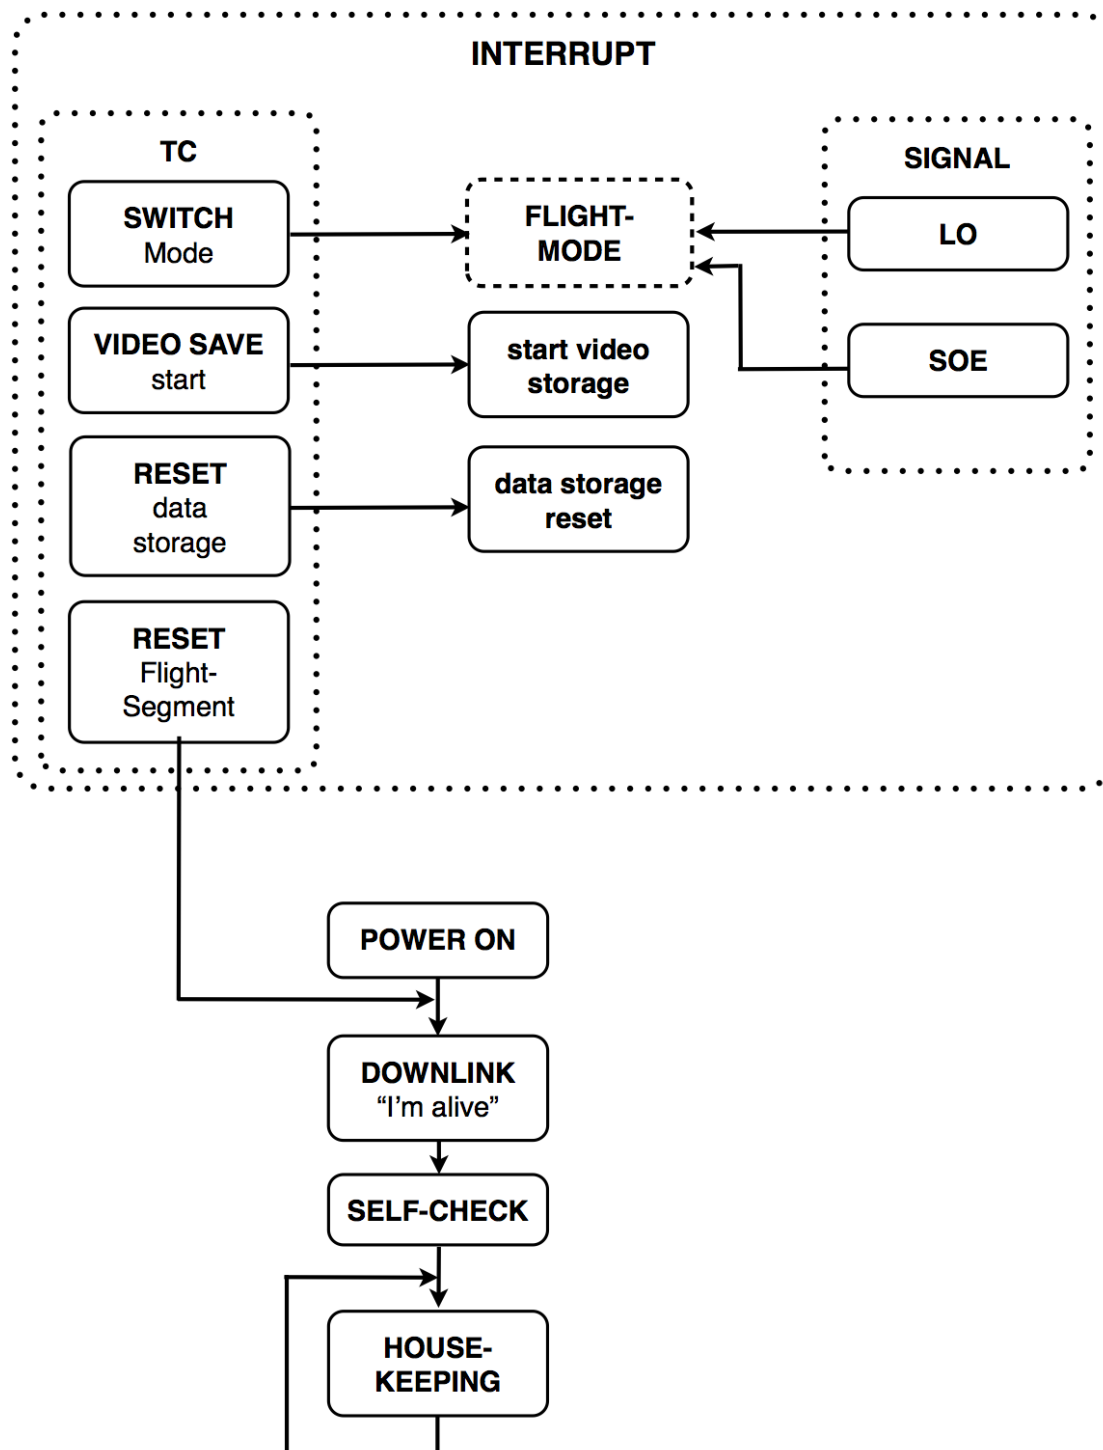 INTERRUPT
TC
SWITCH
Mode
VIDEO SAVE
start
RESET
data
storage
RESET
Flight-
Segment
FLIGHT-
MODE
start video
storage
data storage
reset
SIGNAL
LO
SOE
POWER ON
DOWNLINK
“I’m alive”
SELF-CHECK
HOUSE-
KEEPING